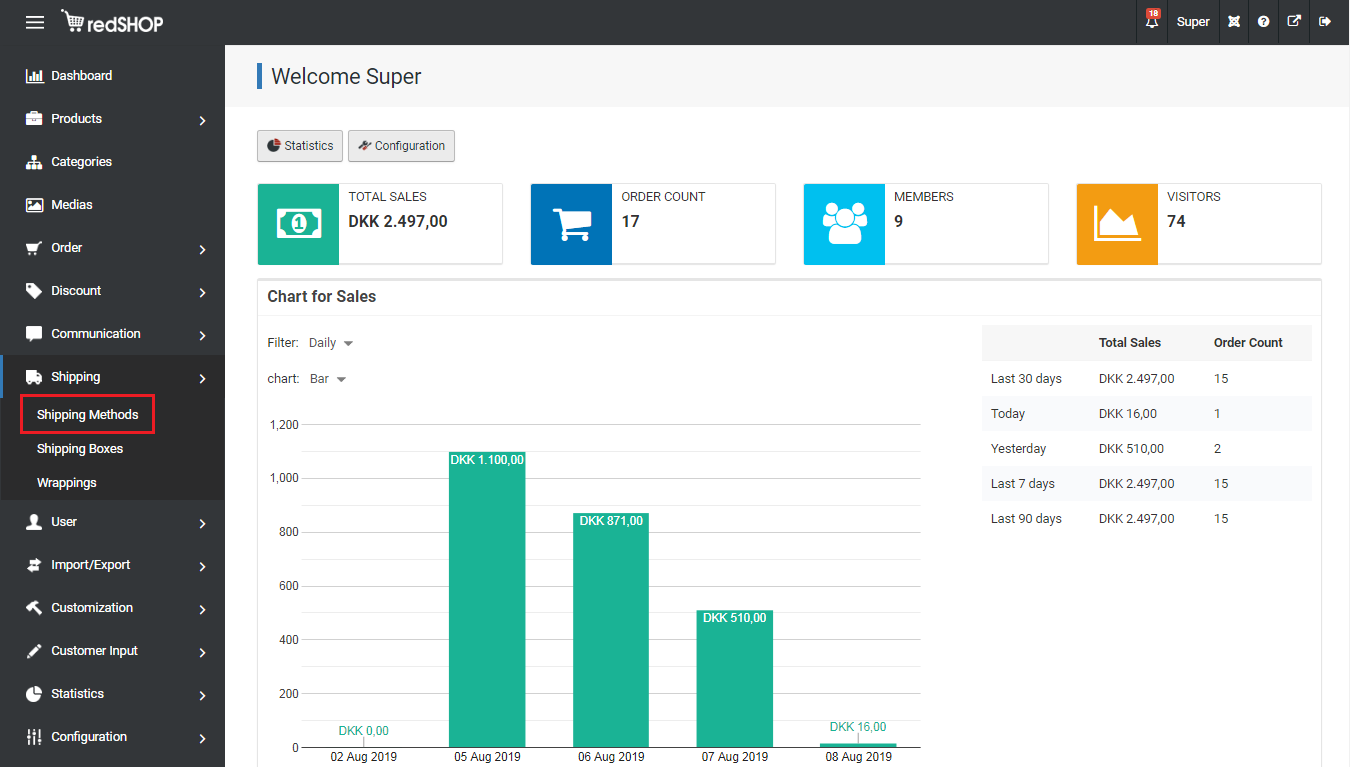 redSHOP
18
Super
Dashboard
Products
Categories
Medias
Order
Discount
Communication
Shipping
Shipping Methods
Shipping Boxes
Wrappings
User
Import/Export
Customization
Customer Input
Statistics
Configuration
Welcome Super
Statistics
Configuration
TOTAL SALES
DKK 2.497,00
ORDER COUNT
17
MEMBERS
9
VISITORS
74
Chart for Sales
Filter: Daily
chart: Bar
1,200
1,000
800
600
400
200
0
DKK 0,00
DKK 1.100,00
DKK 871,00
DKK 510,00
DKK 16,00
02 Aug 2019
05 Aug 2019
06 Aug 2019
07 Aug 2019
08 Aug 2019
Total Sales Order Count
Last 30 days DKK 2.497,00 15
Today DKK 16,00 1
Yesterday DKK 510,00 2
Last 7 days DKK 2.497,00 15
Last 90 days DKK 2.497,00 15